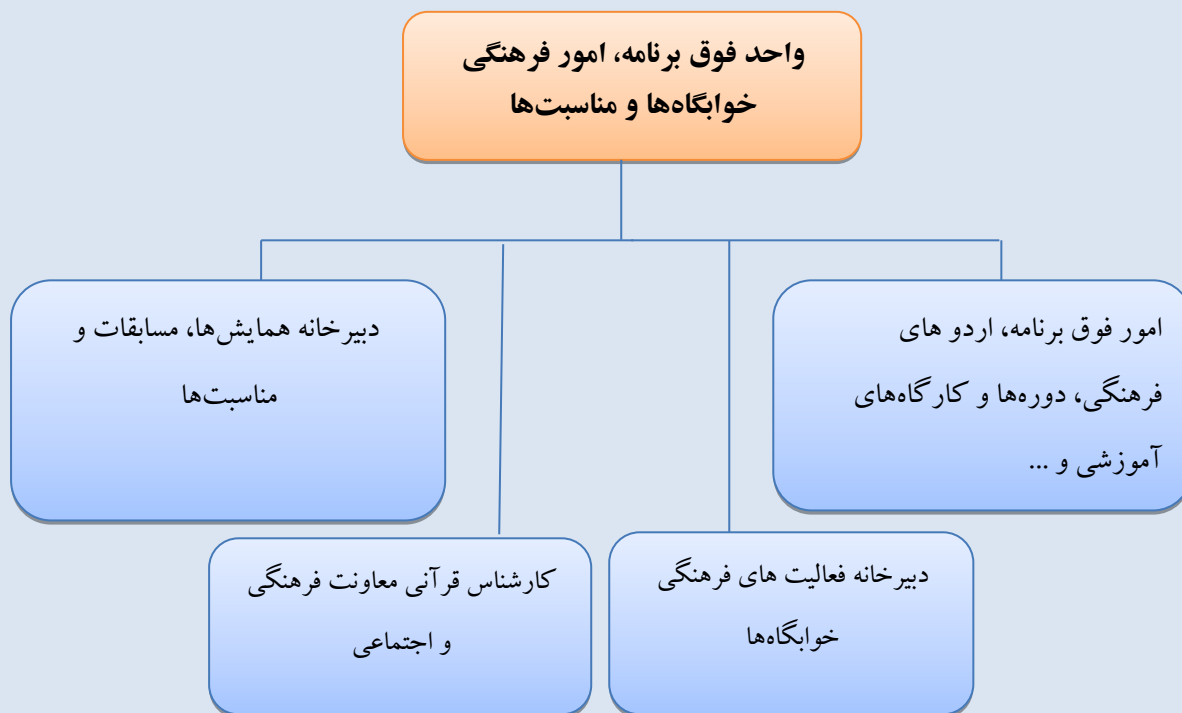 واحد فوق برنامه، امور فرهنگی
خوابگاه‌ها و مناسبت‌ها
امور فوق برنامه، اردو های
فرهنگی، دوره‌ها و کارگاه‌های
آموزشی و ...
دبیرخانه همایش‌ها، مسابقات و
مناسبت‌ها
دبیرخانه فعالیت های فرهنگی
خوابگاه‌ها
کارشناس قرآنی معاونت فرهنگی
و اجتماعی